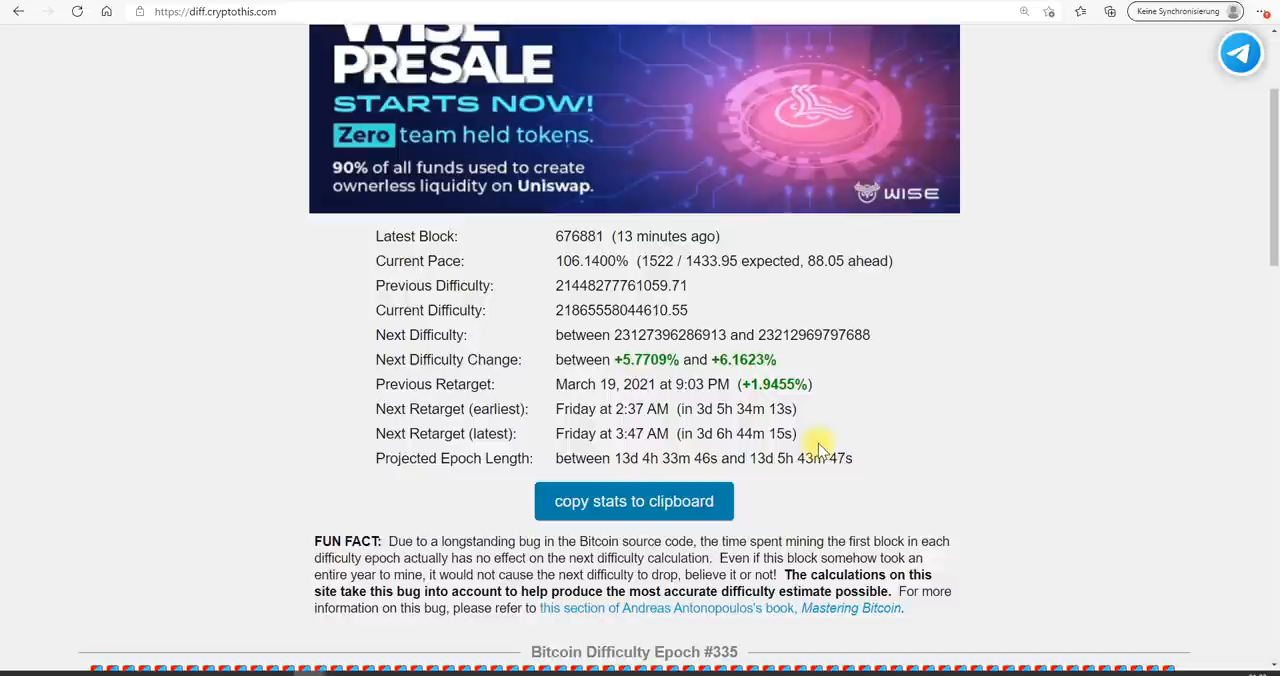 https://diff.cryptothis.com
Keine Synchronisierung
WISE
PRESALE
STARTS NOW!
Zero team held tokens.
90% of all funds used to create
ownerless liquidity on Uniswap.
WISE
Latest Block: 676881 (13 minutes ago)
Current Pace: 106.1400% (1522 / 1433.95 expected, 88.05 ahead)
Previous Difficulty: 21448277761059.71
Current Difficulty: 21865558044610.55
Next Difficulty: between 23127396286913 and 23212969797688
Next Difficulty Change: between +5.7709% and +6.1623%
Previous Retarget: March 19, 2021 at 9:03 PM (+1.9455%)
Next Retarget (earliest): Friday at 2:37 AM (in 3d 5h 34m 13s)
Next Retarget (latest): Friday at 3:47 AM (in 3d 6h 44m 15s)
Projected Epoch Length: between 13d 4h 33m 46s and 13d 5h 43m 47s
copy stats to clipboard
FUN FACT: Due to a longstanding bug in the Bitcoin source code, the time spent mining the first block in each
difficulty epoch actually has no effect on the next difficulty calculation. Even if this block somehow took an
entire year to mine, it would not cause the next difficulty to drop, believe it or not! The calculations on this
site take this bug into account to help produce the most accurate difficulty estimate possible. For more
information on this bug, please refer to this section of Andreas Antonopoulos's book, Mastering Bitcoin.
Bitcoin Difficulty Epoch #335